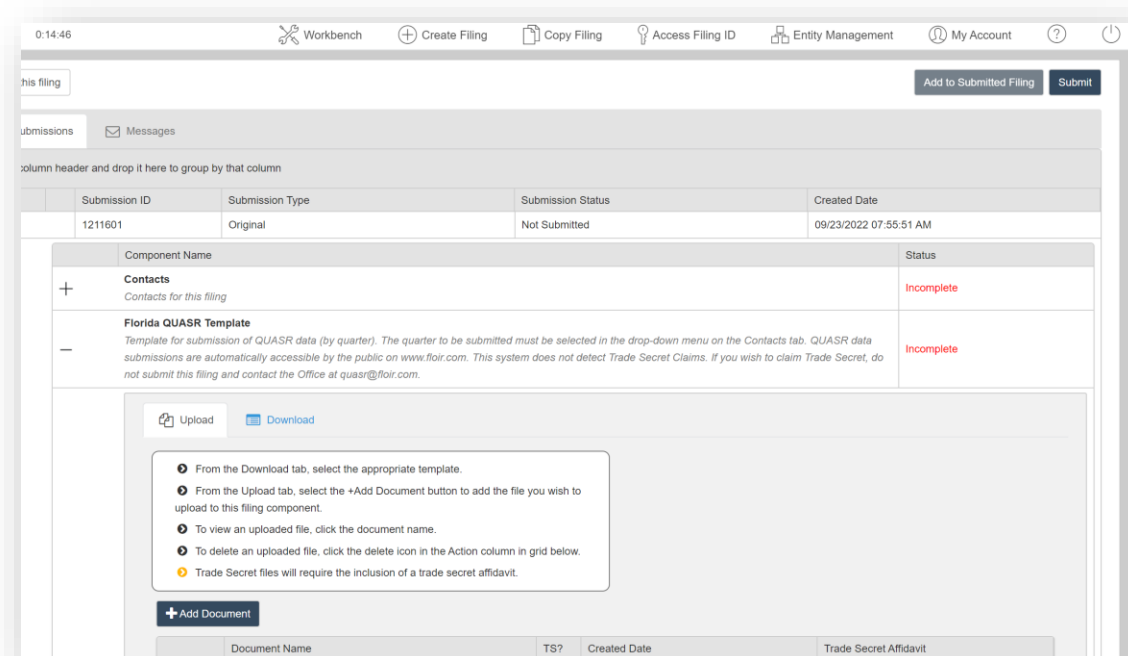 0:14:46 Workbench Create Filing Copy Filing Access Filing ID Entity Management My Account ?
this filing Add to Submitted Filing Submit
ubmissions Messages
column header and drop it here to group by that column
Submission ID Submission Type Submission Status Created Date
1211601 Original Not Submitted 09/23/2022 07:55:51 AM
Component Name Status
Contacts
Contacts for this filing
Incomplete
Florida QUASR Template
Template for submission of QUASR data (by quarter). The quarter to be submitted must be selected in the drop-down menu on the Contacts tab. QUASR data
submissions are automatically accessible by the public on www.floir.com. This system does not detect Trade Secret Claims. If you wish to claim Trade Secret, do
not submit this filing and contact the Office at quasr@floir.com.
Incomplete
Upload Download
From the Download tab, select the appropriate template.
From the Upload tab, select the +Add Document button to add the file you wish to
upload to this filing component.
To view an uploaded file, click the document name.
To delete an uploaded file, click the delete icon in the Action column in grid below.
Trade Secret files will require the inclusion of a trade secret affidavit.
+Add Document
Document Name TS? Created Date Trade Secret Affidavit